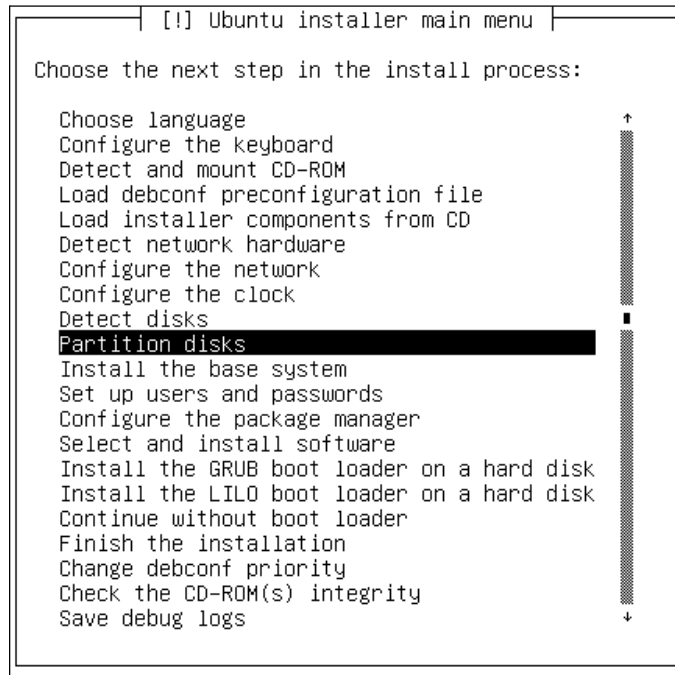 [!] Ubuntu installer main menu
Choose the next step in the install process:
Choose language
Configure the keyboard
Detect and mount CD-ROM
Load debconf preconfiguration file
Load installer components from CD
Detect network hardware
Configure the network
Configure the clock
Detect disks
Partition disks
Install the base system
Set up users and passwords
Configure the package manager
Select and install software
Install the GRUB boot loader on a hard disk
Install the LILO boot loader on a hard disk
Continue without boot loader
Finish the installation
Change debconf priority
Check the CD-ROM(s) integrity
Save debug logs